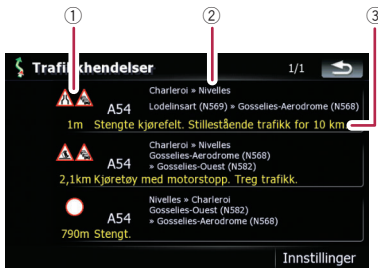 ① ② ③
Trafikkhendelser 1/1
Charleroi » Nivelles
A54 Lodelinsart (N569) » Gosselies-Aerodrome (N568)
1m Stengte kjørefelt. Stillestående trafikk for 10 km.
Charleroi » Nivelles
Gosselies-Aerodrome (N568)
A54 » Gosselies-Ouest (N582)
2,1km Kjøretøy med motorstopp. Treg trafikk.
Nivelles » Charleroi
Gosselies-Ouest (N582)
A54 » Gosselies-Aerodrome (N568)
790m Stengt.
Innstillinger